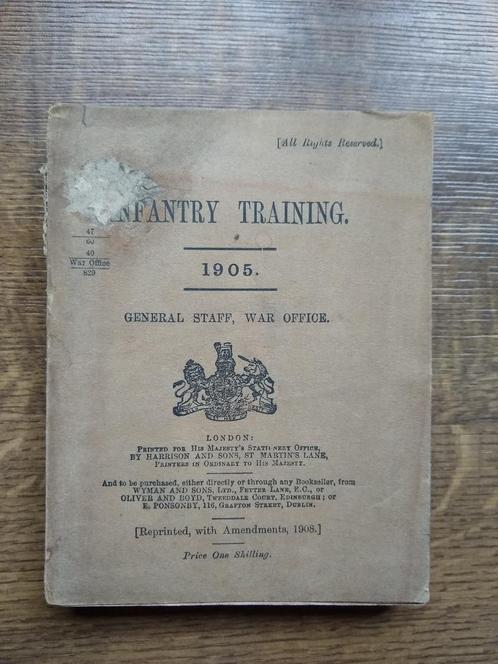 [All Rights Reserved.]
INFANTRY TRAINING.
47
60
40
War Office
829
1905.
GENERAL STAFF, WAR OFFICE.
LONDON:
PRINTED FOR HIS MAJESTY'S STATIONERY OFFICE,
BY HARRISON AND SONS, ST MARTIN'S LANE,
PRINTERS IN ORDINARY TO HIS MAJESTY.
And to be purchased, either directly or through any Bookseller, from
WYMAN AND SONS, LTD., FETTER LANE, E.C., OR
OLIVER AND BOYD, TWEEDDALE COURT, EDINBURGH; OR
E. PONSONBY, 116, GRAFTON STREET, DUBLIN.
[Reprinted, with Amendments, 1908.]
Price One Shilling.